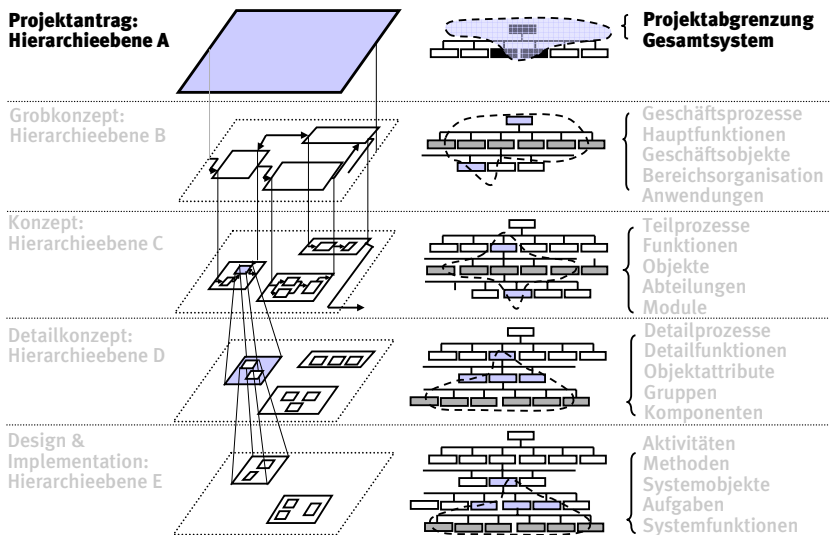 Projektantrag:
Hierarchieebene A
Projektabgrenzung
Gesamtsystem
Grobkonzept:
Hierarchieebene B
Geschäftsprozesse
Hauptfunktionen
Geschäftsobjekte
Bereichsorganisation
Anwendungen
Konzept:
Hierarchieebene C
Teilprozesse
Funktionen
Objekte
Abteilungen
Module
Detailkonzept:
Hierarchieebene D
Detailprozesse
Detailfunktionen
Objektattribute
Gruppen
Komponenten
Design &
Implementation:
Hierarchieebene E
Aktivitäten
Methoden
Systemobjekte
Aufgaben
Systemfunktionen